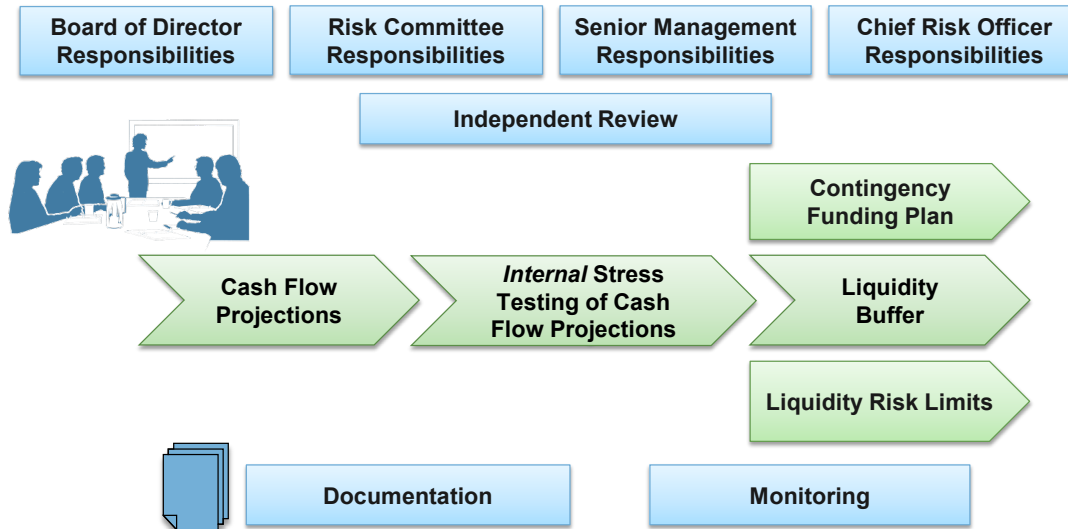 Board of Director
Responsibilities
Risk Committee
Responsibilities
Senior Management
Responsibilities
Chief Risk Officer
Responsibilities
Independent Review
Contingency
Funding Plan
Cash Flow
Projections
Internal Stress
Testing of Cash
Flow Projections
Liquidity
Buffer
Liquidity Risk Limits
Documentation
Monitoring